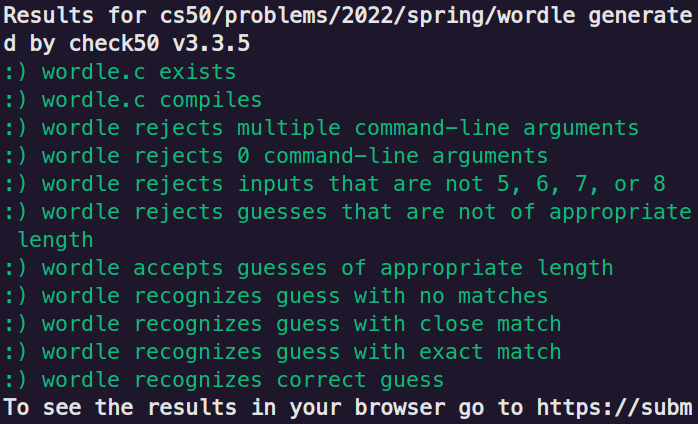 Results for cs50/problems/2022/spring/wordle generate
d by check50 v3.3.5
:) wordle.c exists
:) wordle.c compiles
:) wordle rejects multiple command-line arguments
:) wordle rejects 0 command-line arguments
:) wordle rejects inputs that are not 5, 6, 7, or 8
:) wordle rejects guesses that are not of appropriate
length
:) wordle accepts guesses of appropriate length
:) wordle recognizes guess with no matches
:) wordle recognizes guess with close match
:) wordle recognizes guess with exact match
:) wordle recognizes correct guess
To see the results in your browser go to https://subm